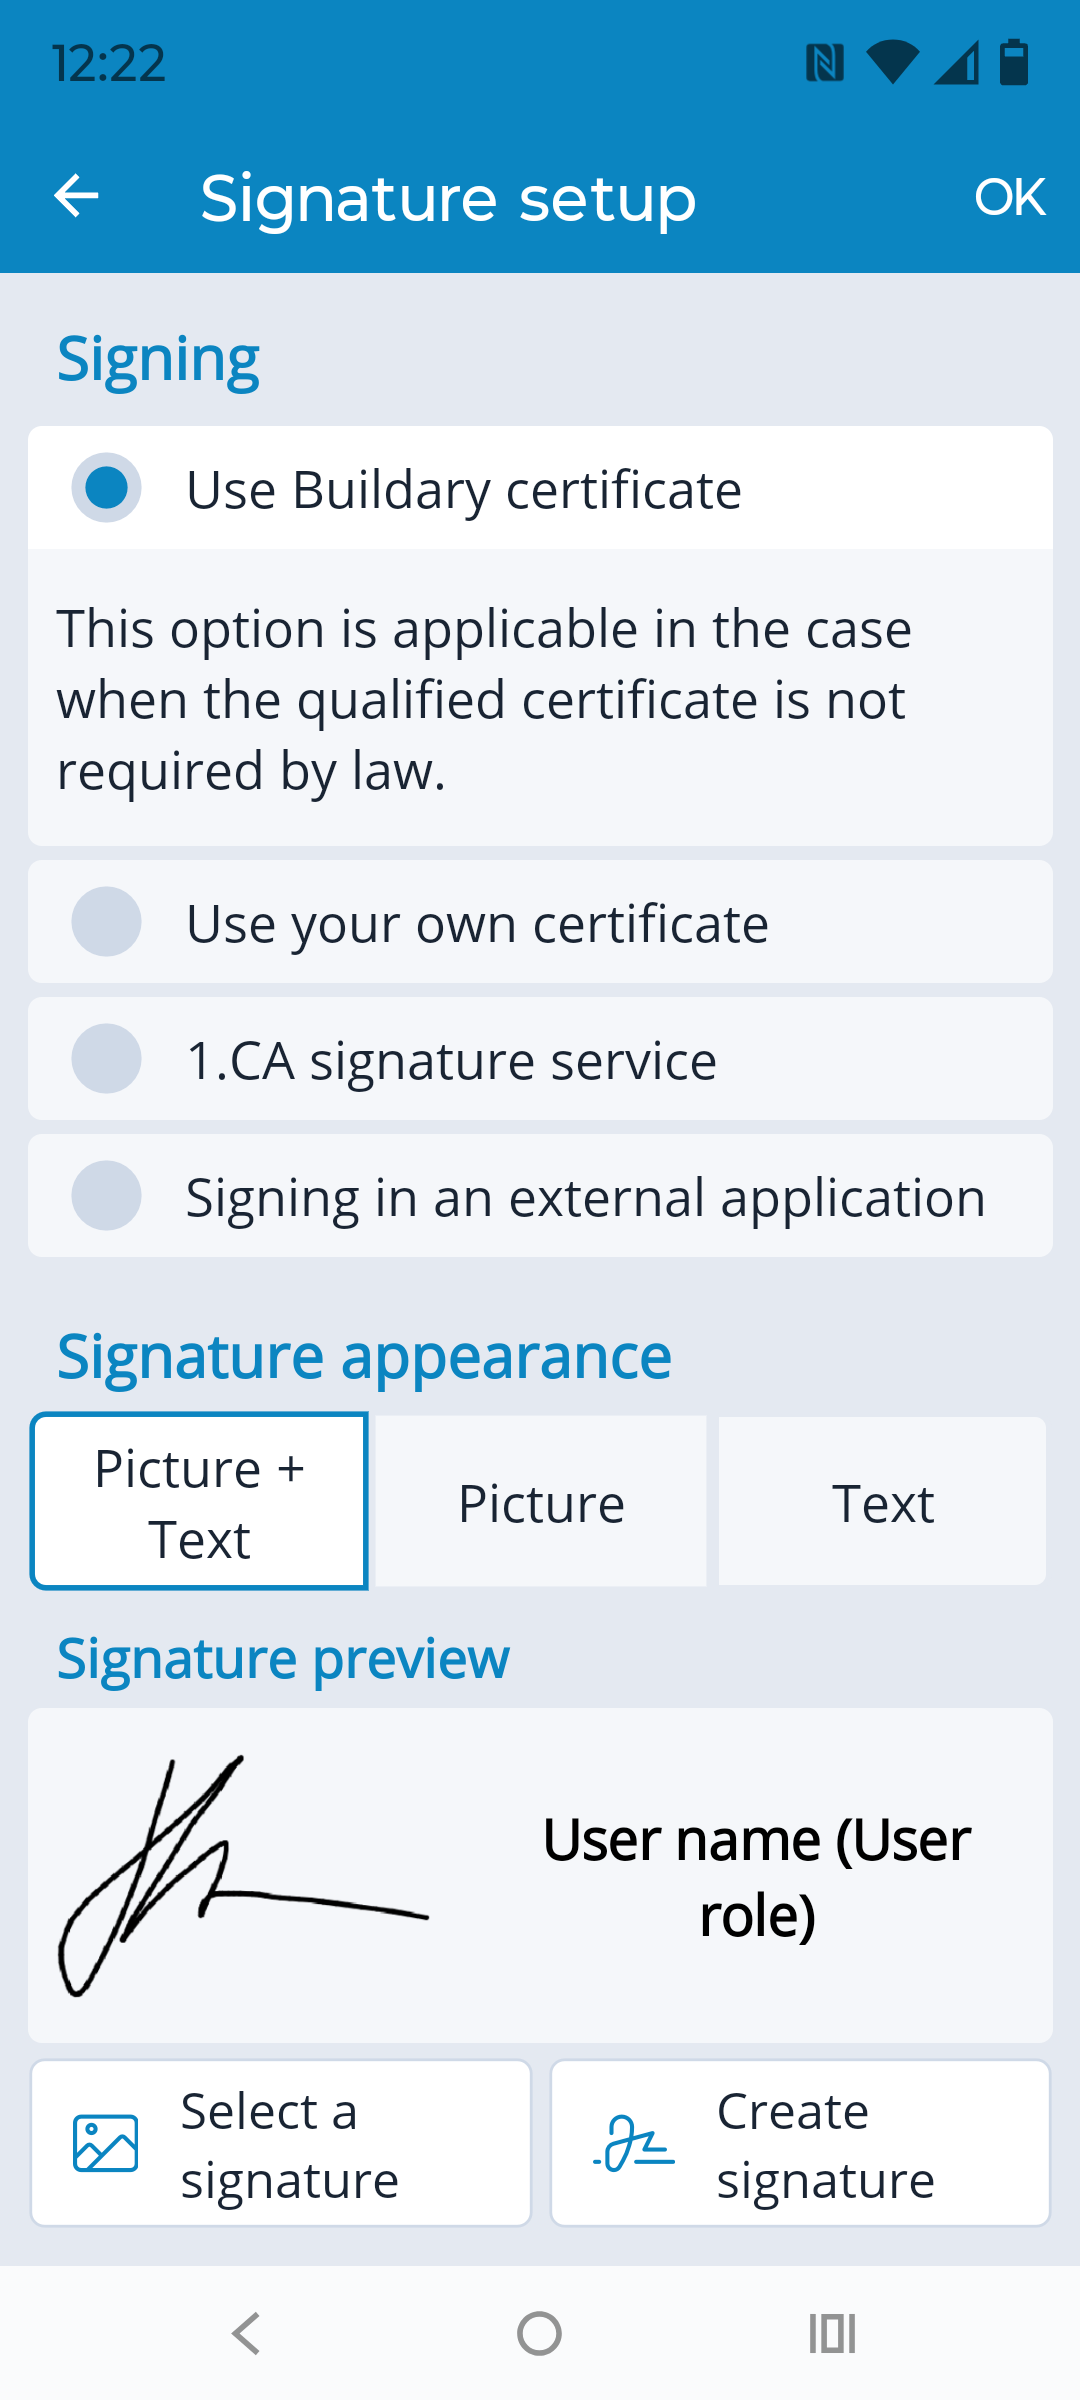 12:22
Signature setup
OK
Signing
Use Buildary certificate
This option is applicable in the case
when the qualified certificate is not
required by law.
Use your own certificate
1.CA signature service
Signing in an external application
Signature appearance
Picture +
Text
Picture
Text
Signature preview
User name (User
role)
Select a
signature
Create
signature